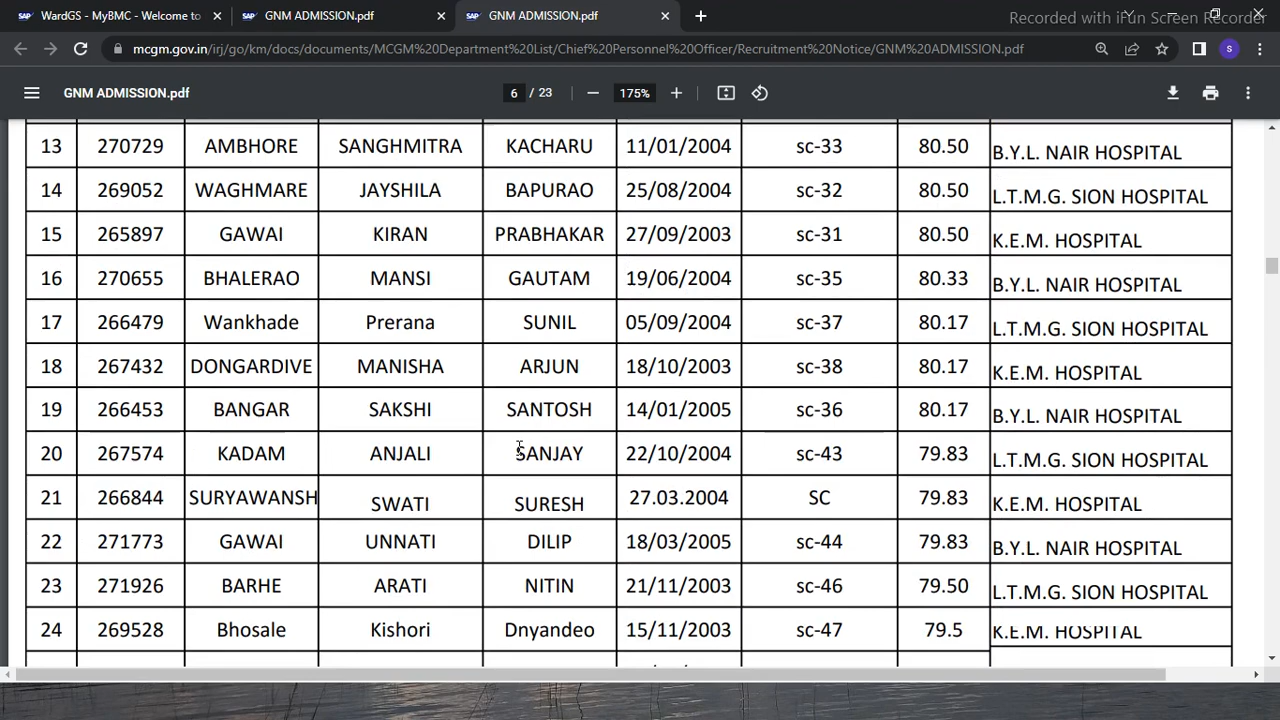 WardGS - MyBMC - Welcome to
GNM ADMISSION.pdf
GNM ADMISSION.pdf
Recorded with iFun Screen Recorder
mcgm.gov.in/irj/go/km/docs/documents/MCGM%20Department%20List/Chief%20Personnel%20Officer/Recruitment%20Notice/GNM%20ADMISSION.pdf
S
GNM ADMISSION.pdf 6 / 23 175%
13 270729 AMBHORE SANGHMITRA KACHARU 11/01/2004 sc-33 80.50 B.Y.L. NAIR HOSPITAL
14 269052 WAGHMARE JAYSHILA BAPURAO 25/08/2004 sc-32 80.50 L.T.M.G. SION HOSPITAL
15 265897 GAWAI KIRAN PRABHAKAR 27/09/2003 sc-31 80.50 K.E.M. HOSPITAL
16 270655 BHALERAO MANSI GAUTAM 19/06/2004 sc-35 80.33 B.Y.L. NAIR HOSPITAL
17 266479 Wankhade Prerana SUNIL 05/09/2004 sc-37 80.17 L.T.M.G. SION HOSPITAL
18 267432 DONGARDIVE MANISHA ARJUN 18/10/2003 sc-38 80.17 K.E.M. HOSPITAL
19 266453 BANGAR SAKSHI SANTOSH 14/01/2005 sc-36 80.17 B.Y.L. NAIR HOSPITAL
20 267574 KADAM ANJALI SANJAY 22/10/2004 sc-43 79.83 L.T.M.G. SION HOSPITAL
21 266844 SURYAWANSH SWATI SURESH 27.03.2004 SC 79.83 K.E.M. HOSPITAL
22 271773 GAWAI UNNATI DILIP 18/03/2005 sc-44 79.83 B.Y.L. NAIR HOSPITAL
23 271926 BARHE ARATI NITIN 21/11/2003 sc-46 79.50 L.T.M.G. SION HOSPITAL
24 269528 Bhosale Kishori Dnyandeo 15/11/2003 sc-47 79.5 K.E.M. HOSPITAL